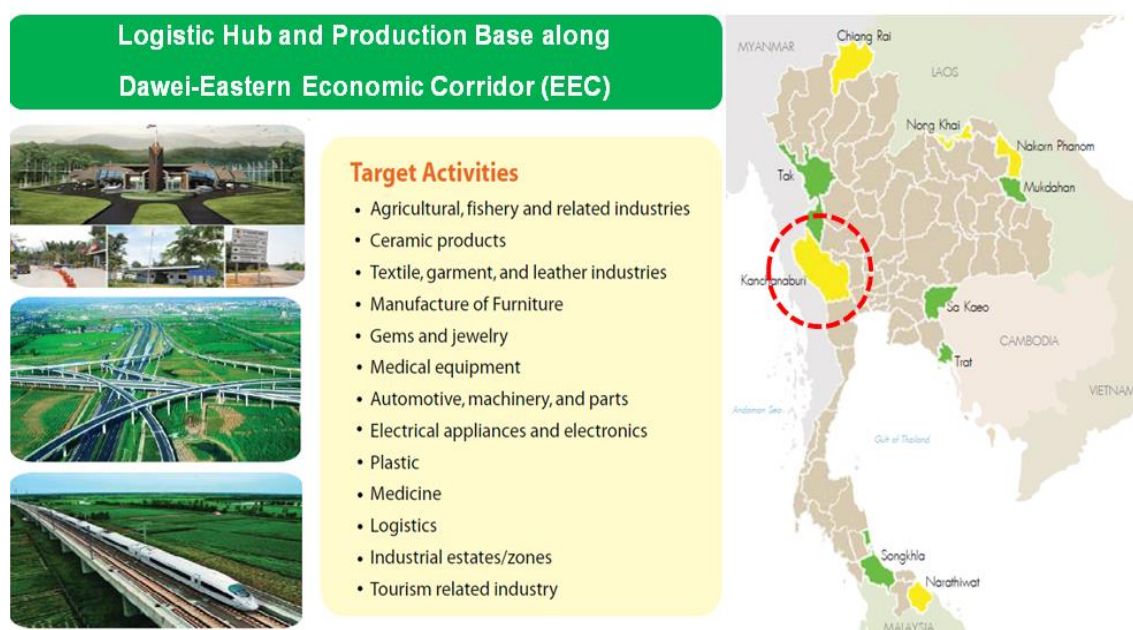 Logistic Hub and Production Base along
Dawei-Eastern Economic Corridor (EEC)
Target Activities
• Agricultural, fishery and related industries
• Ceramic products
• Textile, garment, and leather industries
• Manufacture of Furniture
• Gems and jewelry
• Medical equipment
• Automotive, machinery, and parts
• Electrical appliances and electronics
• Plastic
• Medicine
• Logistics
• Industrial estates/zones
• Tourism related industry
MYANMAR
Chiang Rai
LAOS
Nong Khai
Nakorn Phanom
Tak
Mukdahan
Kanchanaburi
Sa Kaeo
CAMBODIA
Trat
VIETNAM
Andaman Sea
Gulf of Thailand
Songkhla
Narathiwat
MALAYSIA